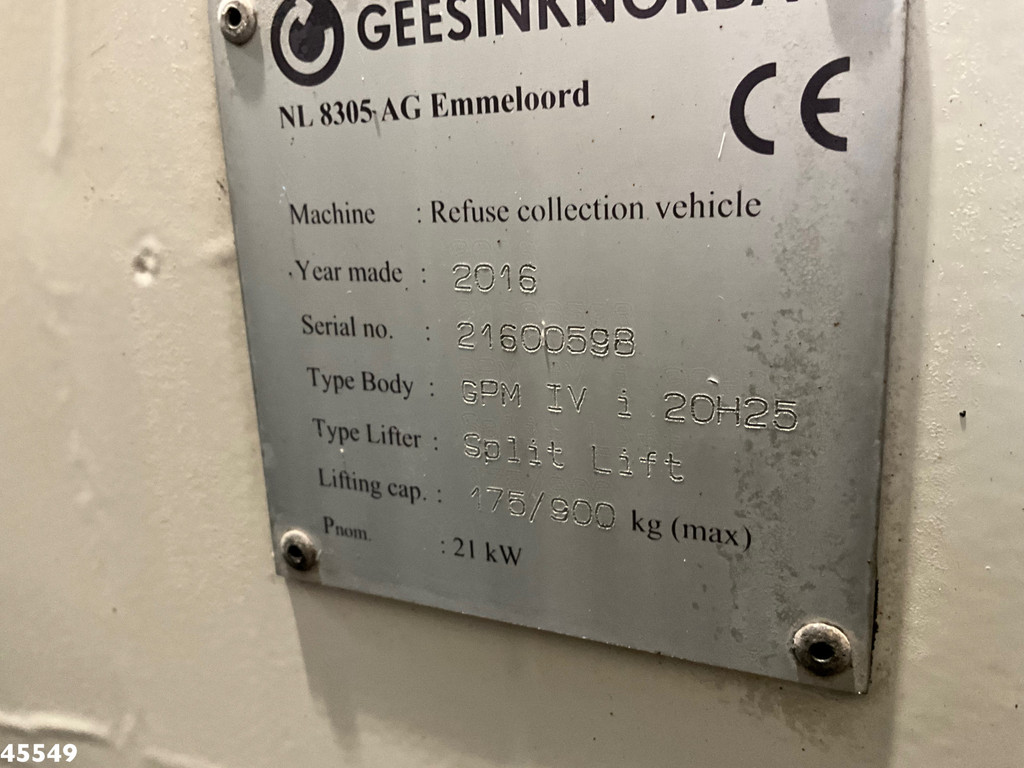 NL 8305 AG Emmeloord
CE
Machine : Refuse collection vehicle
Year made : 2016
Serial no. : 21600598
Type Body : GPM IV i 20H25
Type Lifter : Split Lift
Lifting cap. : 175/900 kg (max)
Pnom. : 21 kW
45549